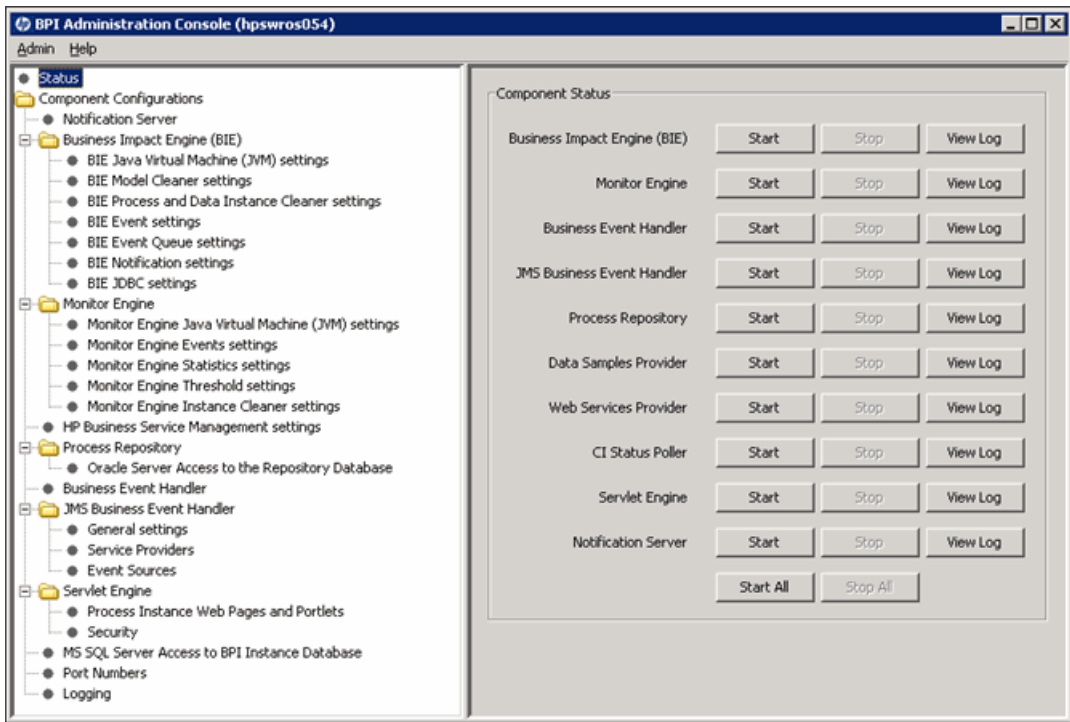 BPI Administration Console (hpswros054)
Admin Help
Status
Component Configurations
Notification Server
Business Impact Engine (BIE)
BIE Java Virtual Machine (JVM) settings
BIE Model Cleaner settings
BIE Process and Data Instance Cleaner settings
BIE Event settings
BIE Event Queue settings
BIE Notification settings
BIE JDBC settings
Monitor Engine
Monitor Engine Java Virtual Machine (JVM) settings
Monitor Engine Events settings
Monitor Engine Statistics settings
Monitor Engine Threshold settings
Monitor Engine Instance Cleaner settings
HP Business Service Management settings
Process Repository
Oracle Server Access to the Repository Database
Business Event Handler
JMS Business Event Handler
General settings
Service Providers
Event Sources
Servlet Engine
Process Instance Web Pages and Portlets
Security
MS SQL Server Access to BPI Instance Database
Port Numbers
Logging
Component Status
Business Impact Engine (BIE) Start Stop View Log
Monitor Engine Start Stop View Log
Business Event Handler Start Stop View Log
JMS Business Event Handler Start Stop View Log
Process Repository Start Stop View Log
Data Samples Provider Start Stop View Log
Web Services Provider Start Stop View Log
CI Status Poller Start Stop View Log
Servlet Engine Start Stop View Log
Notification Server Start Stop View Log
Start All Stop All